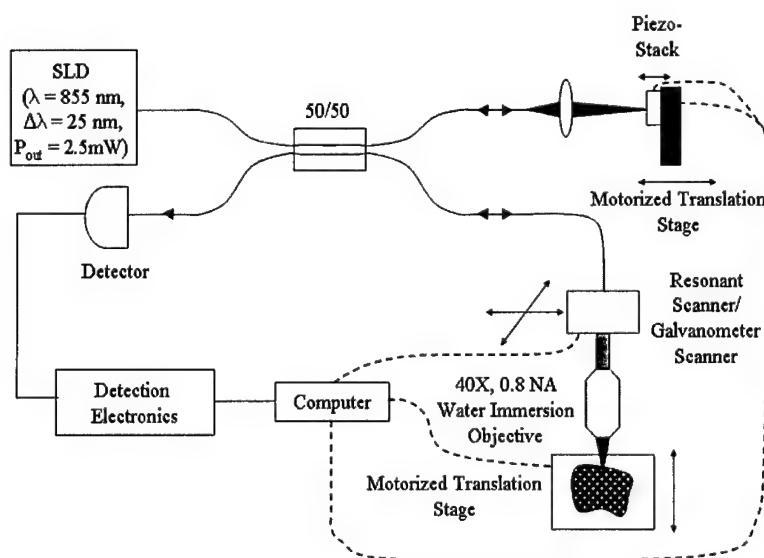 SLD
(λ = 855 nm,
Δλ = 25 nm,
Pout = 2.5mW)
50/50
Piezo-
Stack
Motorized Translation
Stage
Detector
Resonant
Scanner/
Galvanometer
Scanner
Detection
Electronics
Computer
40X, 0.8 NA
Water Immersion
Objective
Motorized Translation
Stage